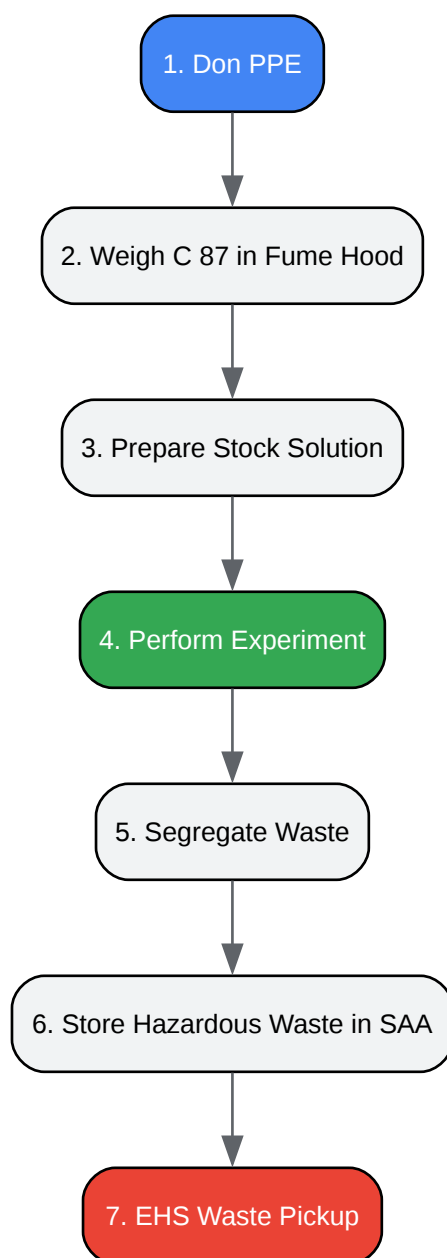 1. Don PPE
2. Weigh C 87 in Fume Hood
3. Prepare Stock Solution
4. Perform Experiment
5. Segregate Waste
6. Store Hazardous Waste in SAA
7. EHS Waste Pickup